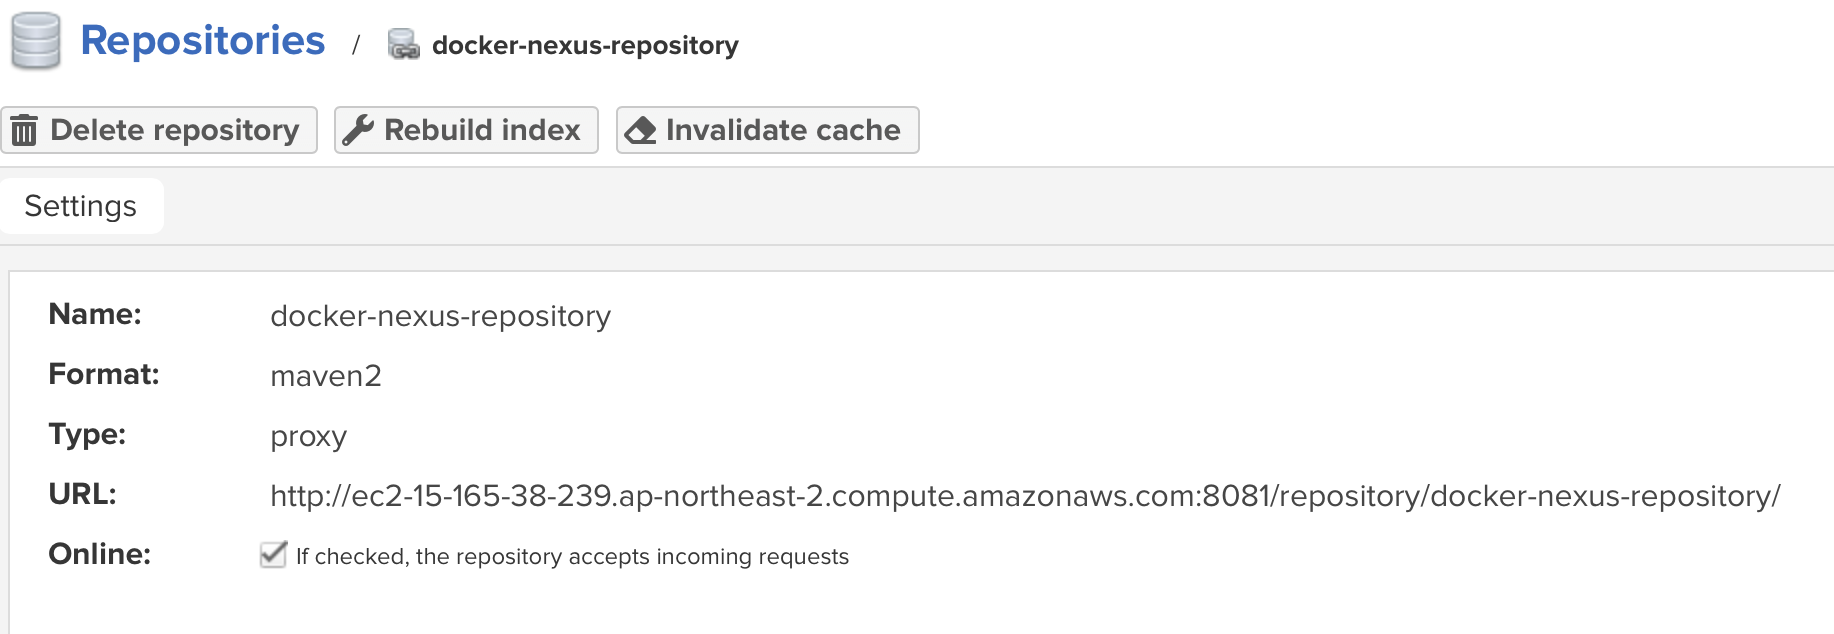 Repositories / docker-nexus-repository
Delete repository Rebuild index Invalidate cache
Settings
Name: docker-nexus-repository
Format: maven2
Type: proxy
URL: http://ec2-15-165-38-239.ap-northeast-2.compute.amazonaws.com:8081/repository/docker-nexus-repository/
Online: If checked, the repository accepts incoming requests